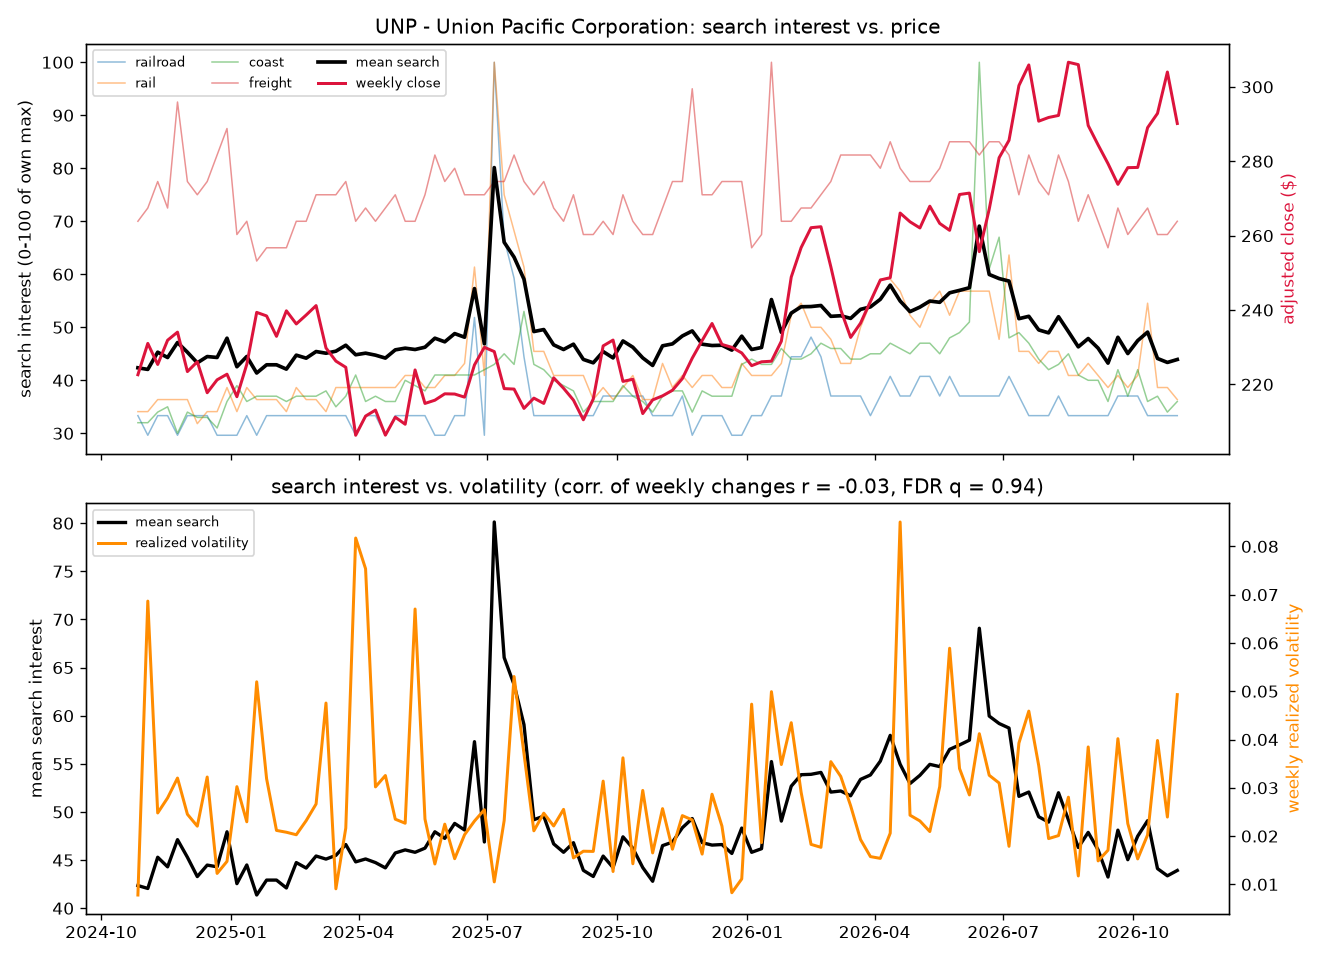 UNP - Union Pacific Corporation: search interest vs. price
railroad
rail
coast
freight
mean search
weekly close
search interest (0-100 of own max)
100
90
80
70
60
50
40
30
adjusted close ($)
300
280
260
240
220
search interest vs. volatility (corr. of weekly changes r = -0.03, FDR q = 0.94)
mean search
realized volatility
mean search interest
80
75
70
65
60
55
50
45
40
weekly realized volatility
0.08
0.07
0.06
0.05
0.04
0.03
0.02
0.01
2024-10
2025-01
2025-04
2025-07
2025-10
2026-01
2026-04
2026-07
2026-10